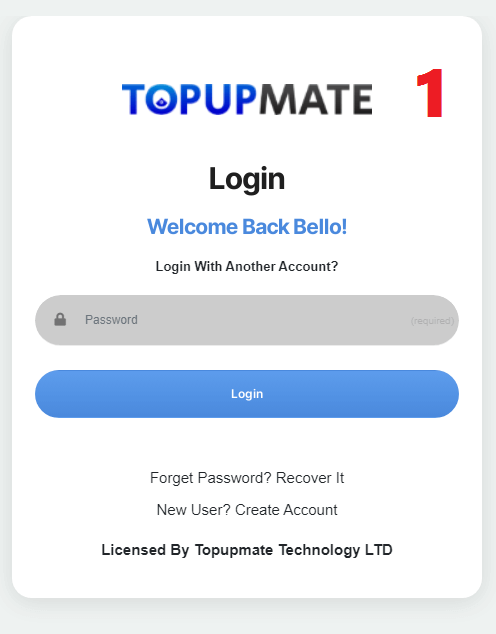 TOPUPMATE
1
Login
Welcome Back Bello!
Login With Another Account?
Password (required)
Login
Forget Password? Recover It
New User? Create Account
Licensed By Topupmate Technology LTD